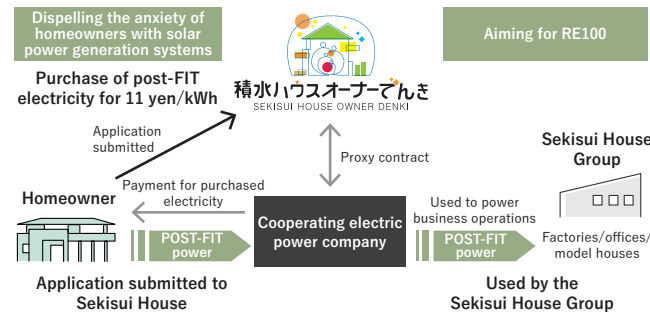 Dispelling the anxiety of
homeowners with solar
power generation systems
Aiming for RE100
Purchase of post-FIT
electricity for 11 yen/kWh
積水ハウスオーナーでんき
SEKISUI HOUSE OWNER DENKI
Application
submitted
Proxy contract
Sekisui House
Group
Homeowner
Payment for purchased
electricity
Cooperating electric
power company
Used to power
business operations
POST-FIT
power
POST-FIT
power
Factories/offices/
model houses
Application submitted to
Sekisui House
Used by the
Sekisui House Group